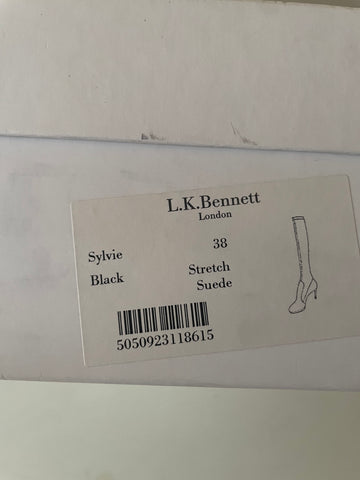 L.K.Bennett
London
Sylvie 38
Black Stretch
Suede
5050923118615